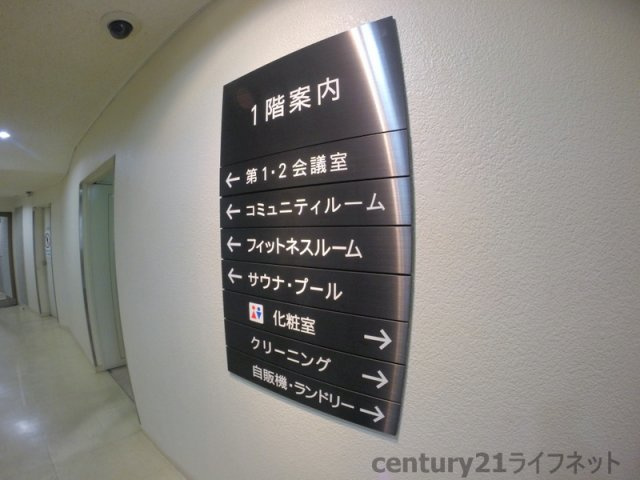 1階案内
← 第1・2会議室
← コミュニティルーム
← フィットネスルーム
← サウナ・プール
化粧室 →
クリーニング →
自販機・ランドリー →
century21ライフネット